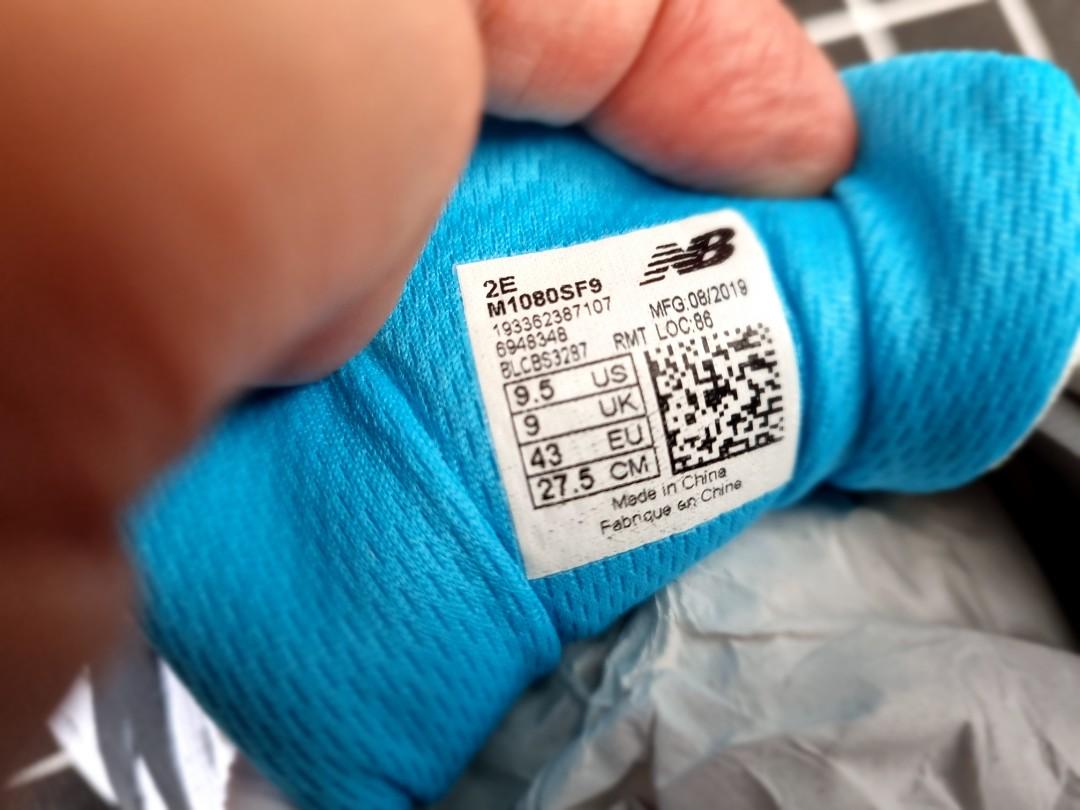 NB
2E
M1080SF9
193362387107
6948348
BLCBS3287 RMT
MFG:08/2019
LOC:86
9.5 US
9 UK
43 EU
27.5 CM
Made in China
Fabrique en Chine